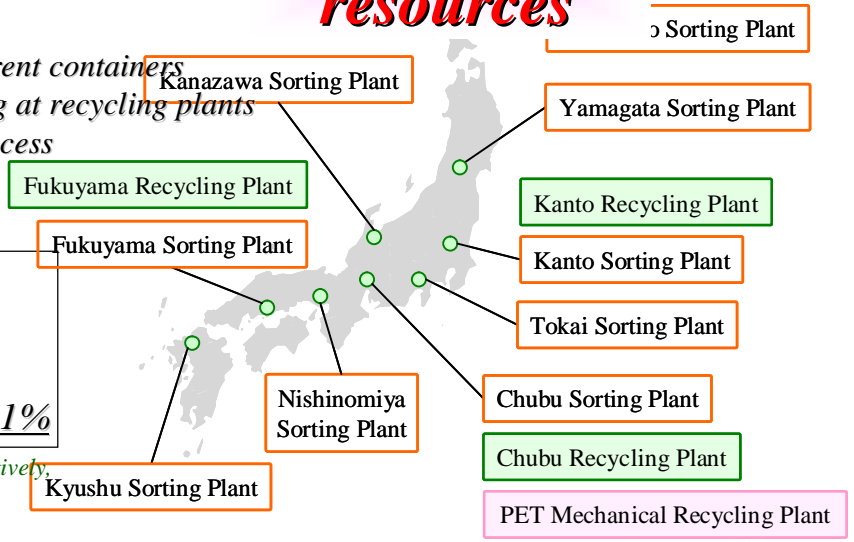 resources
o Sorting Plant
rent containers
Kanazawa Sorting Plant
g at recycling plants
Yamagata Sorting Plant
cess
Fukuyama Recycling Plant
Kanto Recycling Plant
Fukuyama Sorting Plant
Kanto Sorting Plant
Tokai Sorting Plant
Nishinomiya
Sorting Plant
Chubu Sorting Plant
1%
Chubu Recycling Plant
tively,
Kyushu Sorting Plant
PET Mechanical Recycling Plant